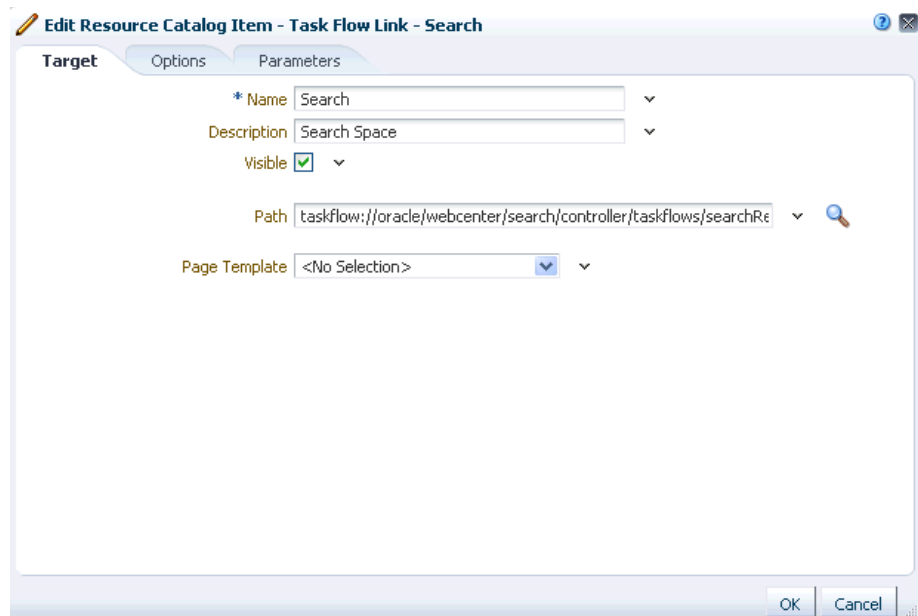 Edit Resource Catalog Item - Task Flow Link - Search
Target Options Parameters
* Name Search
Description Search Space
Visible
Path taskflow://oracle/webcenter/search/controller/taskflows/searchRe
Page Template <No Selection>
OK Cancel